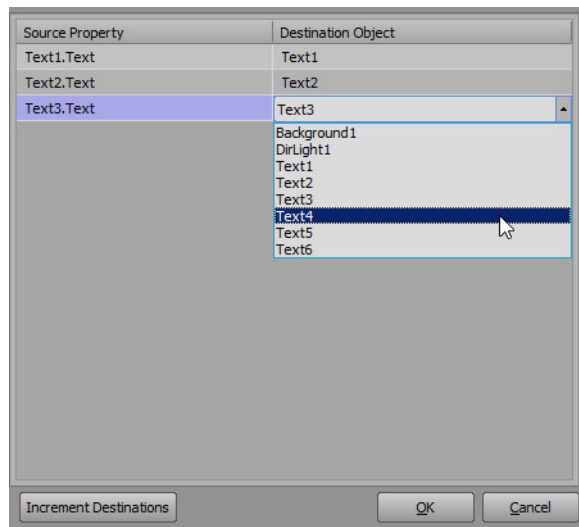 Source Property Destination Object
Text1.Text Text1
Text2.Text Text2
Text3.Text Text3
Background1
DirLight1
Text1
Text2
Text3
Text4
Text5
Text6
Increment Destinations OK Cancel